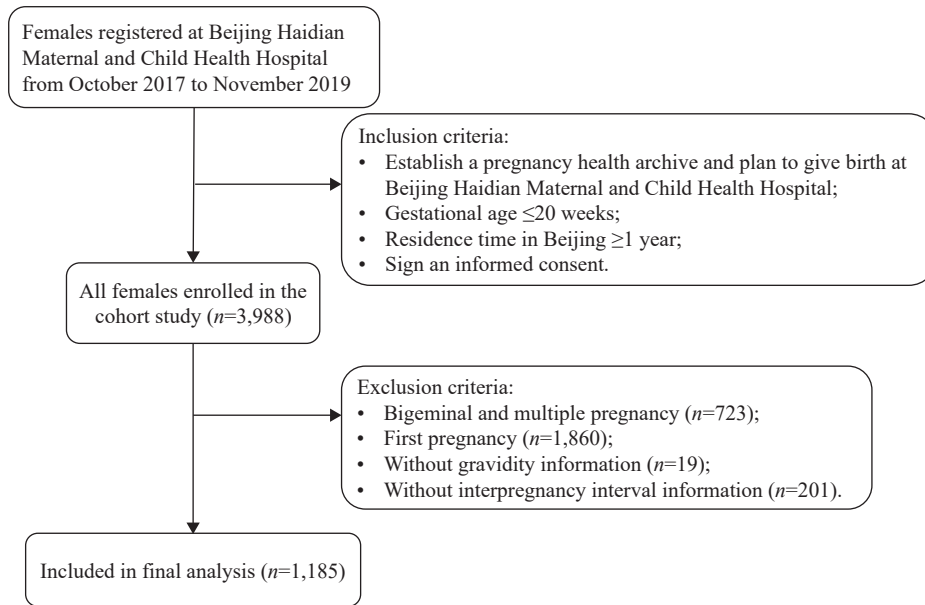 Females registered at Beijing Haidian
Maternal and Child Health Hospital
from October 2017 to November 2019
Inclusion criteria:
• Establish a pregnancy health archive and plan to give birth at
Beijing Haidian Maternal and Child Health Hospital;
• Gestational age ≤20 weeks;
• Residence time in Beijing ≥1 year;
• Sign an informed consent.
All females enrolled in the
cohort study (n=3,988)
Exclusion criteria:
• Bigeminal and multiple pregnancy (n=723);
• First pregnancy (n=1,860);
• Without gravidity information (n=19);
• Without interpregnancy interval information (n=201).
Included in final analysis (n=1,185)